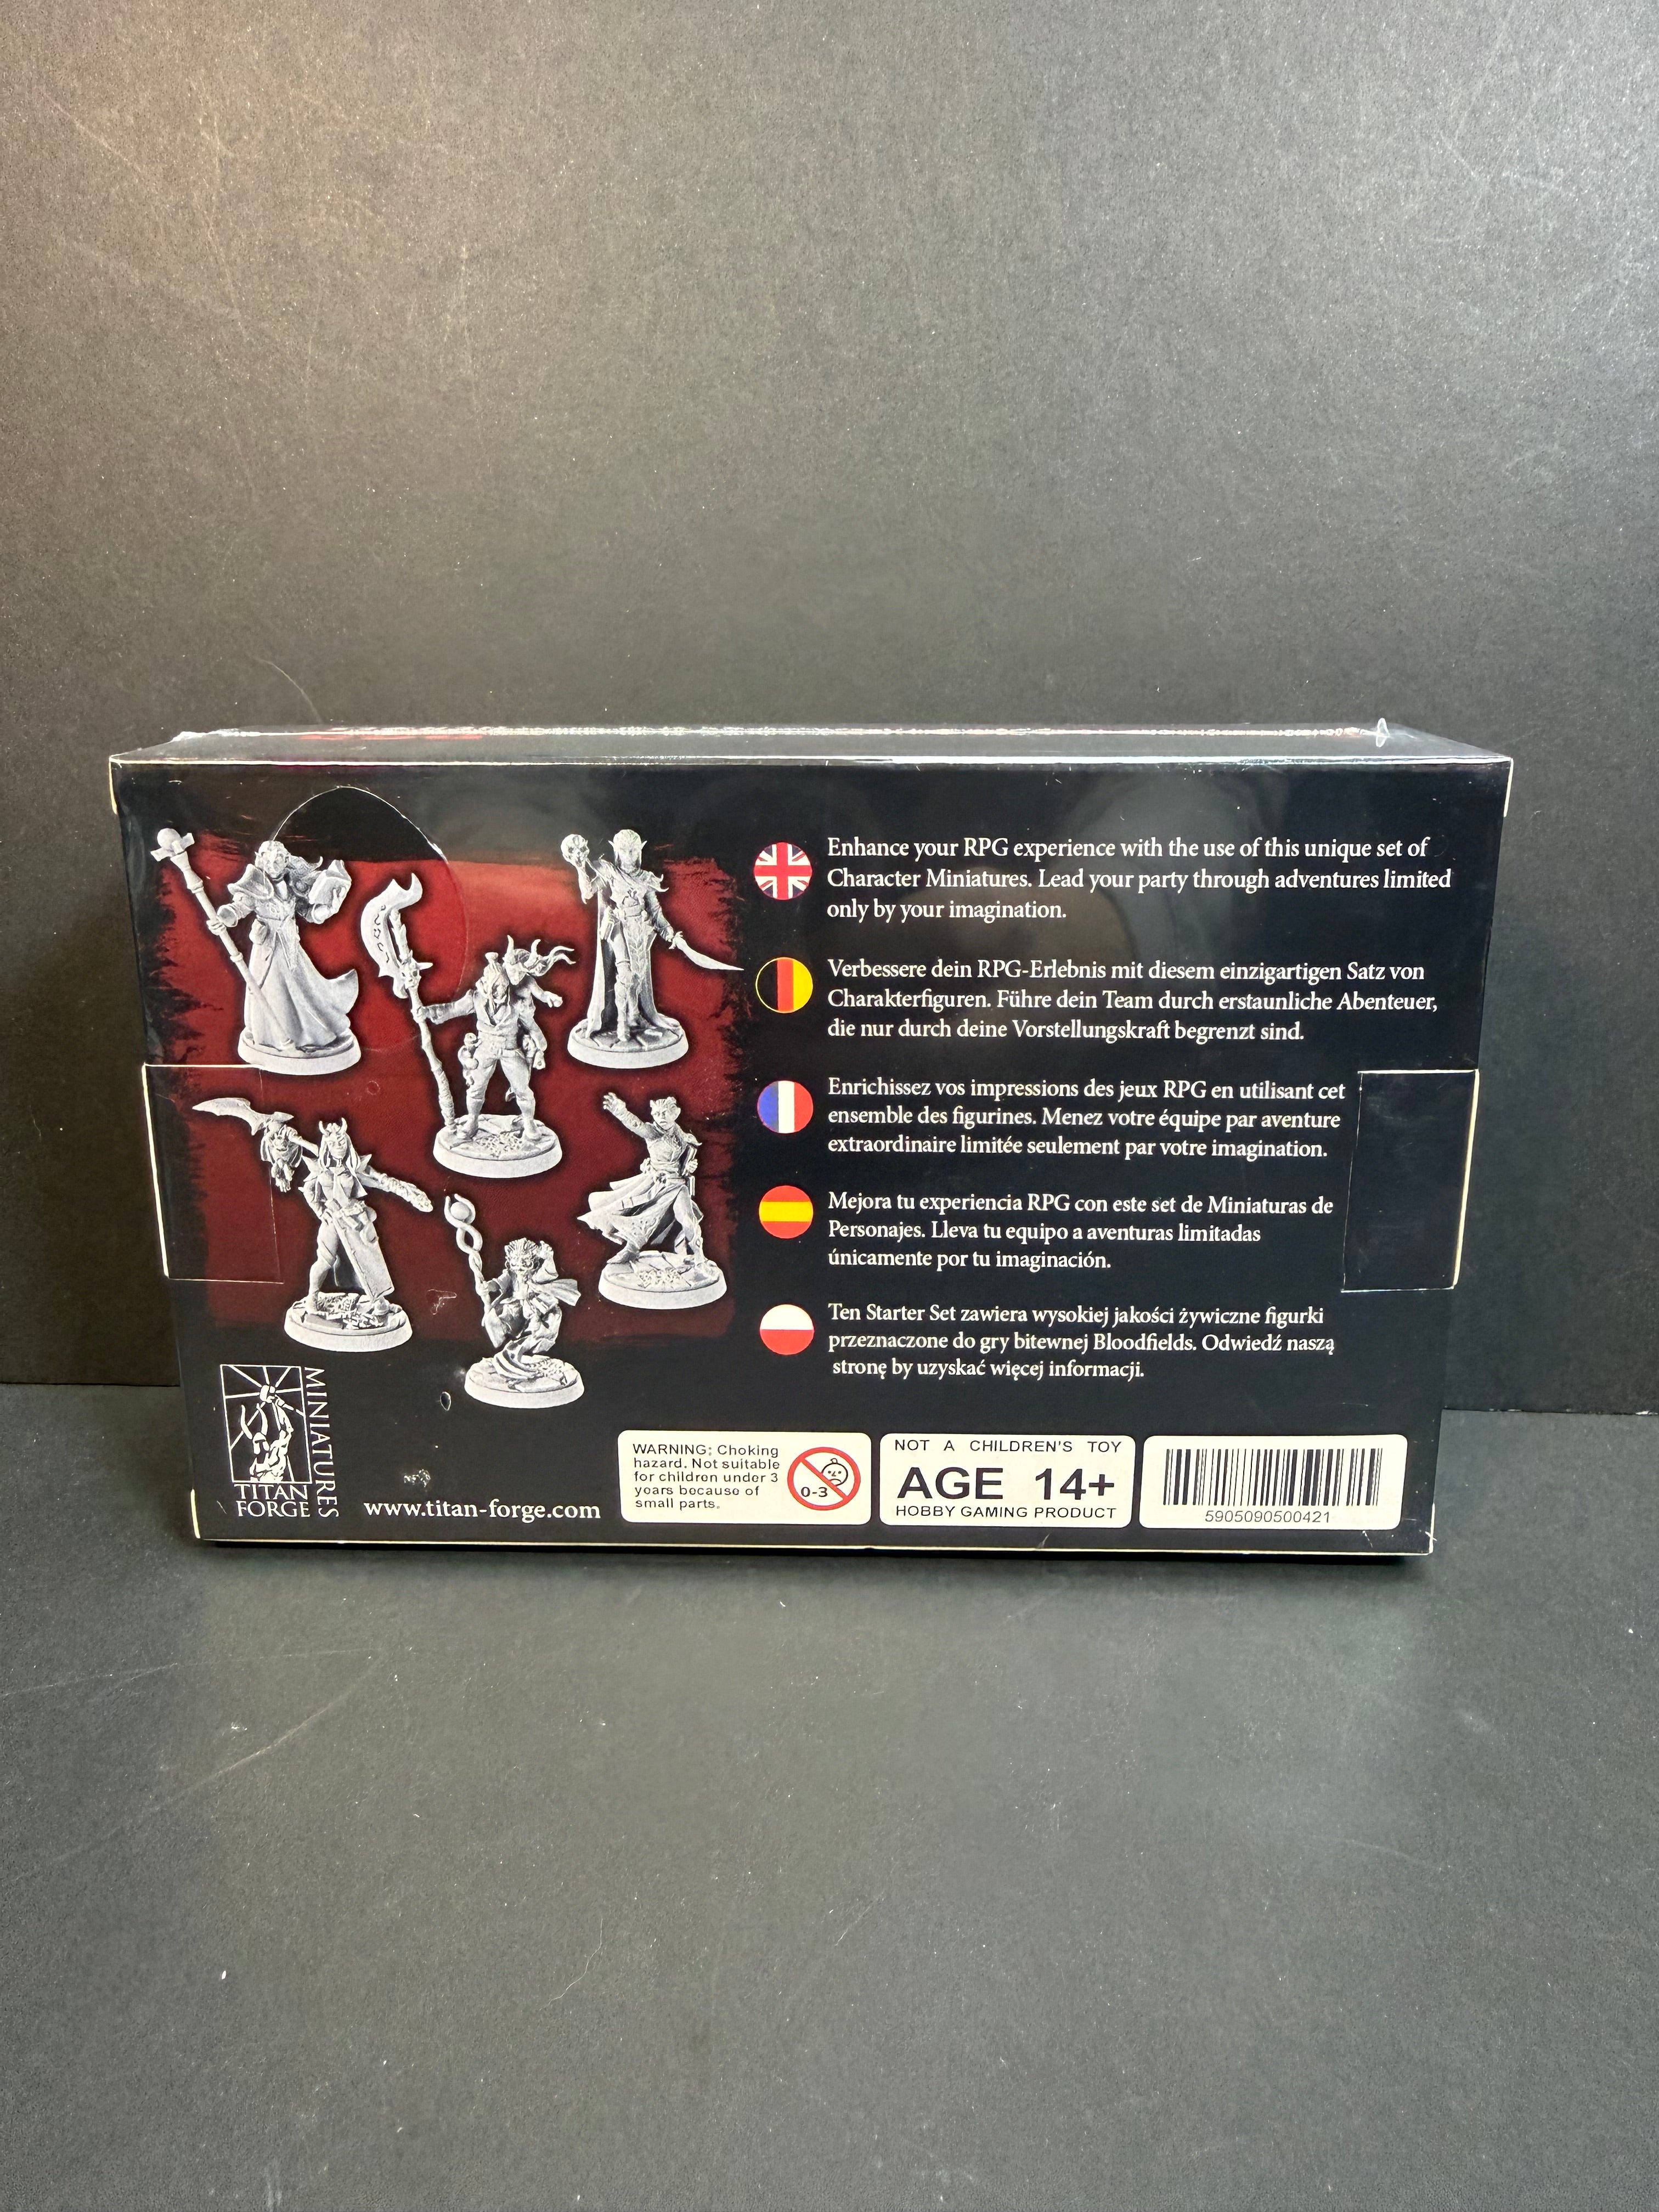 Enhance your RPG experience with the use of this unique set of
Character Miniatures. Lead your party through adventures limited
only by your imagination.
Verbessere dein RPG-Erlebnis mit diesem einzigartigen Satz von
Charakterfiguren. Führe dein Team durch erstaunliche Abenteuer,
die nur durch deine Vorstellungskraft begrenzt sind.
Enrichissez vos impressions des jeux RPG en utilisant cet
ensemble des figurines. Menez votre équipe par aventure
extraordinaire limitée seulement par votre imagination.
Mejora tu experiencia RPG con este set de Miniaturas de
Personajes. Lleva tu equipo a aventuras limitadas
únicamente por tu imaginación.
Ten Starter Set zawiera wysokiej jakości żywiczne figurki
przeznaczone do gry bitewnej Bloodfields. Odwiedź naszą
stronę by uzyskać więcej informacji.
TITAN
FORGE
MINIATURES
www.titan-forge.com
WARNING: Choking
hazard. Not suitable
for children under 3
years because of
small parts.
0-3
NOT A CHILDREN'S TOY
AGE 14+
HOBBY GAMING PRODUCT
5905090500421